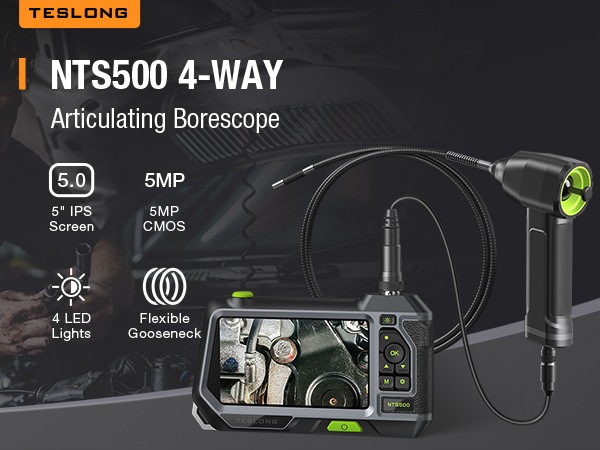 TESLONG
NTS500 4-WAY
Articulating Borescope
5.0
5" IPS
Screen
5MP
5MP
CMOS
4 LED
Lights
Flexible
Gooseneck
OK
M
NTS500
TESLONG